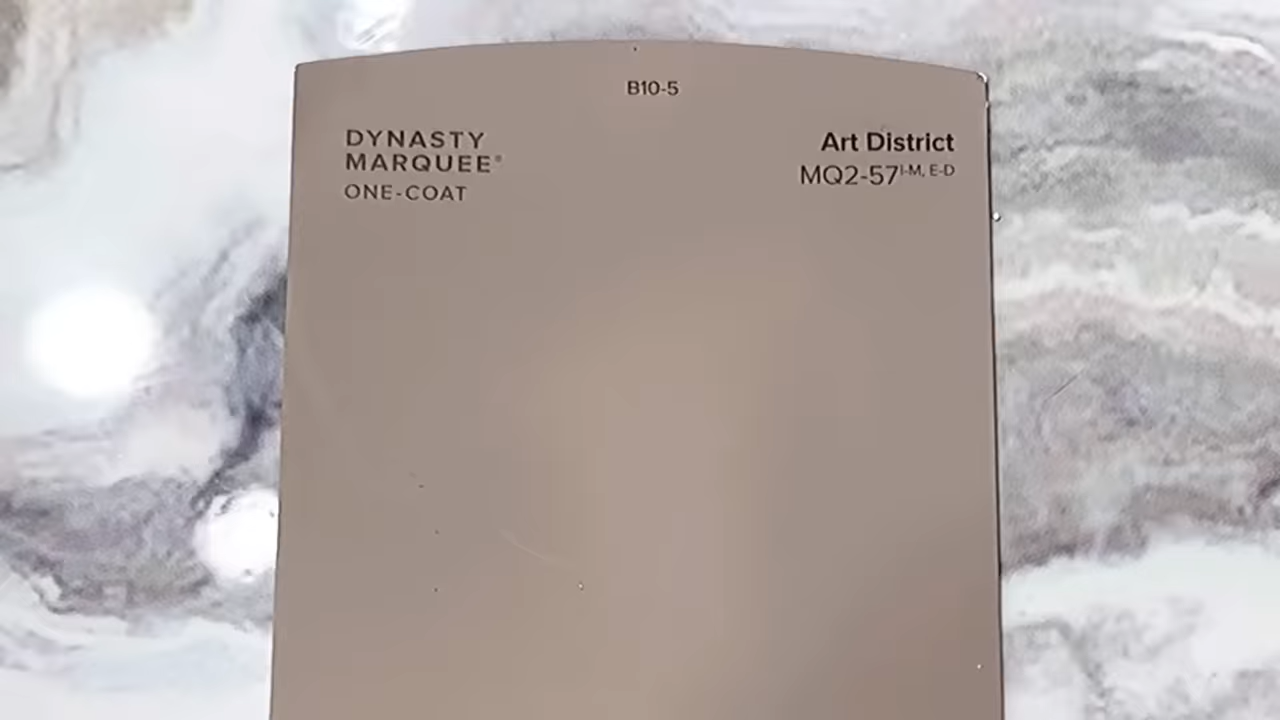 B10-5
DYNASTY
MARQUEE®
ONE-COAT
Art District
MQ2-57I-M, E-D